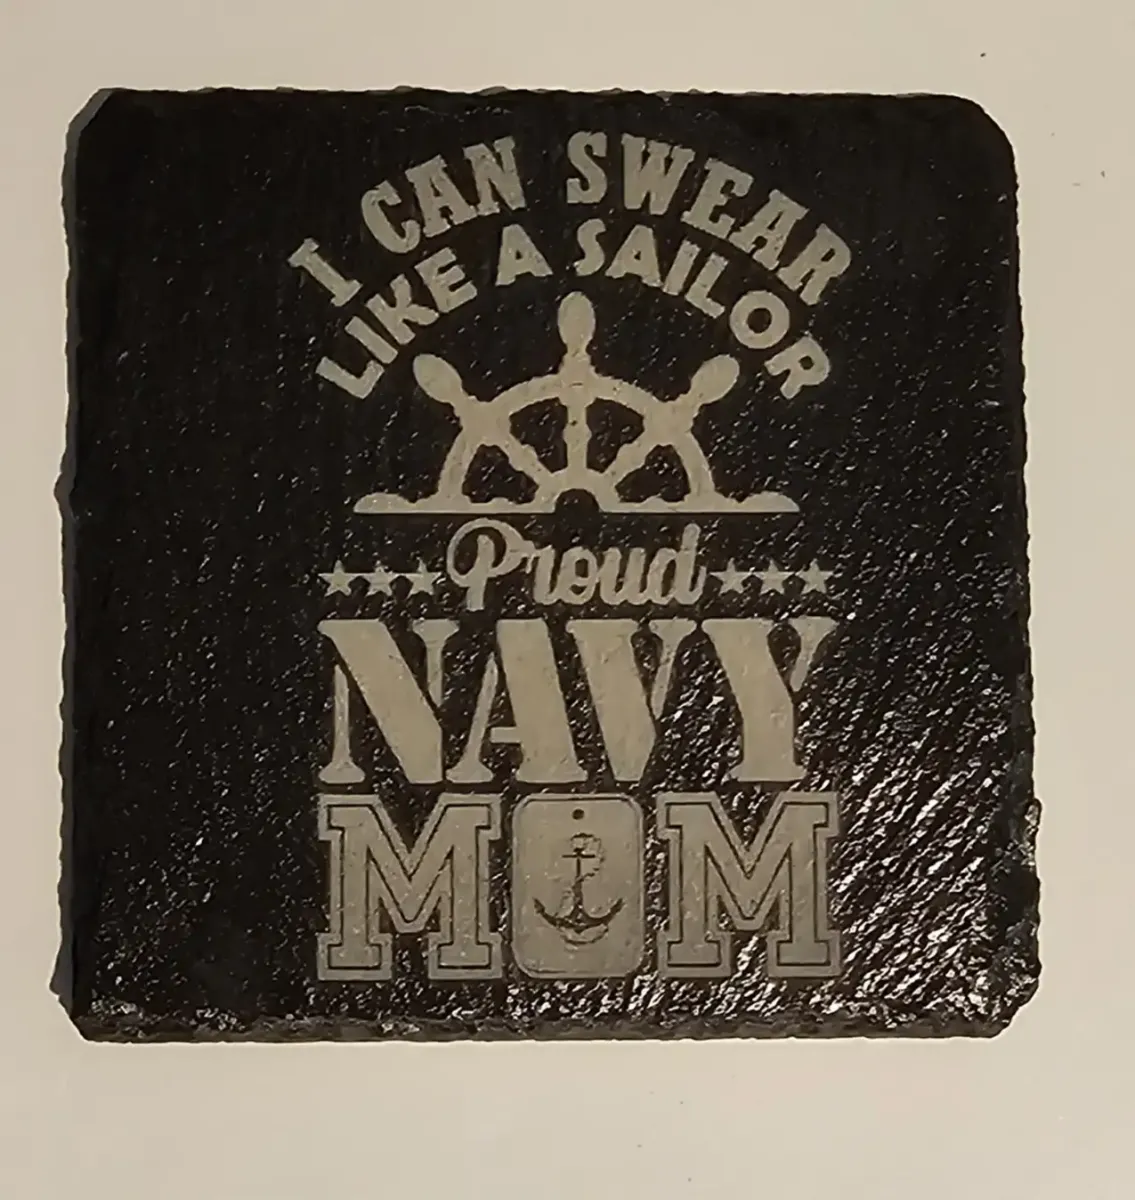 I CAN SWEAR
LIKE A SAILOR
Proud
NAVY
MOM